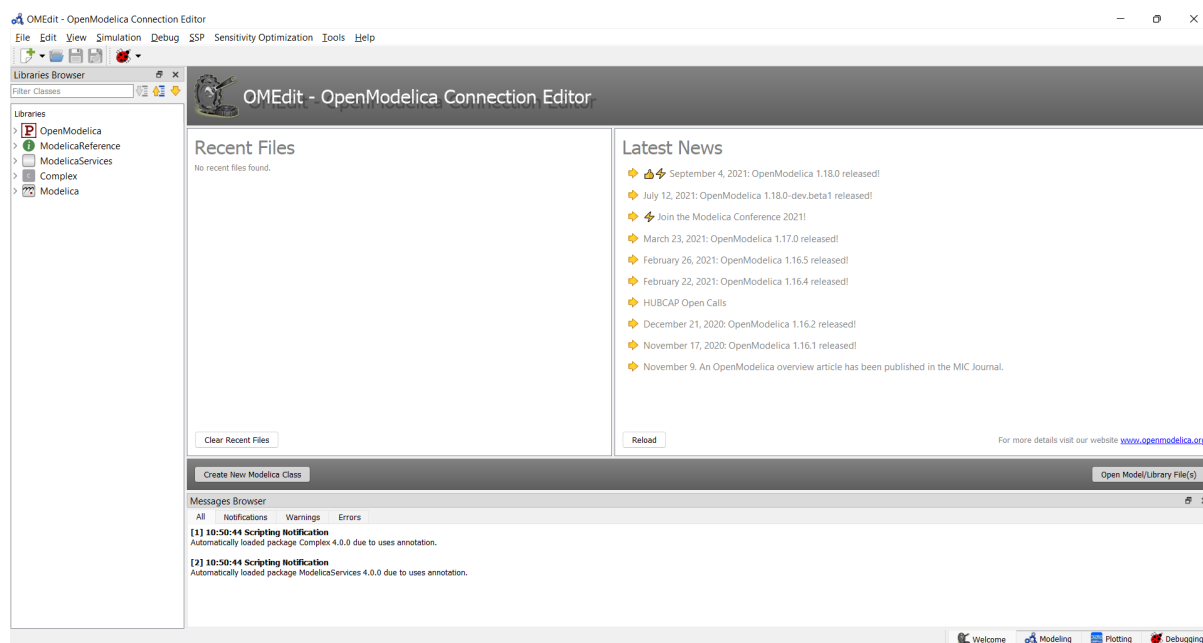 OMEdit - OpenModelica Connection Editor
File Edit View Simulation Debug SSP Sensitivity Optimization Tools Help
Libraries Browser
Filter Classes
Libraries
OpenModelica
ModelicaReference
ModelicaServices
Complex
Modelica
OMEdit - OpenModelica Connection Editor
Recent Files
No recent files found.
Clear Recent Files
Latest News
September 4, 2021: OpenModelica 1.18.0 released!
July 12, 2021: OpenModelica 1.18.0-dev.beta1 released!
Join the Modelica Conference 2021!
March 23, 2021: OpenModelica 1.17.0 released!
February 26, 2021: OpenModelica 1.16.5 released!
February 22, 2021: OpenModelica 1.16.4 released!
HUBCAP Open Calls
December 21, 2020: OpenModelica 1.16.2 released!
November 17, 2020: OpenModelica 1.16.1 released!
November 9. An OpenModelica overview article has been published in the MIC Journal.
Reload
For more details visit our website www.openmodelica.org
Create New Modelica Class
Open Model/Library File(s)
Messages Browser
All Notifications Warnings Errors
[1] 10:50:44 Scripting Notification
Automatically loaded package Complex 4.0.0 due to uses annotation.
[2] 10:50:44 Scripting Notification
Automatically loaded package ModelicaServices 4.0.0 due to uses annotation.
Welcome Modeling Plotting Debugging